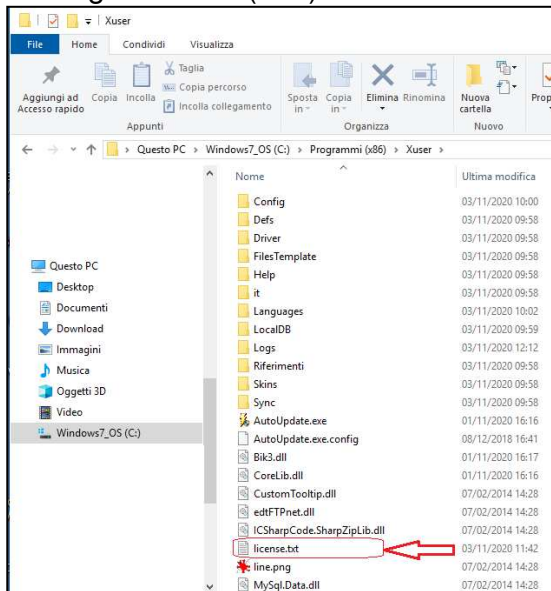 Xuser
File Home Condividi Visualizza
Aggiungi ad Accesso rapido
Copia
Incolla
Taglia
Copia percorso
Incolla collegamento
Sposta in
Copia in
Elimina
Rinomina
Nuova cartella
Prop
Appunti
Organizza
Nuovo
Questo PC > Windows7_OS (C:) > Programmi (x86) > Xuser >
Nome Ultima modifica
Questo PC
Desktop
Documenti
Download
Immagini
Musica
Oggetti 3D
Video
Windows7_OS (C:)
Config 03/11/2020 10:00
Defs 03/11/2020 09:58
Driver 03/11/2020 09:58
FilesTemplate 03/11/2020 09:58
Help 03/11/2020 09:58
it 03/11/2020 09:58
Languages 03/11/2020 10:02
LocalDB 03/11/2020 09:59
Logs 03/11/2020 12:12
Riferimenti 03/11/2020 09:58
Skins 03/11/2020 09:58
Sync 03/11/2020 09:58
AutoUpdate.exe 01/11/2020 16:16
AutoUpdate.exe.config 08/12/2018 16:41
Bik3.dll 01/11/2020 16:17
CoreLib.dll 01/11/2020 16:16
CustomTooltip.dll 07/02/2014 14:28
edtFTPnet.dll 07/02/2014 14:28
ICSharpCode.SharpZipLib.dll 07/02/2014 14:28
license.txt 03/11/2020 11:42
line.png 07/02/2014 14:28
MySql.Data.dll 07/02/2014 14:28